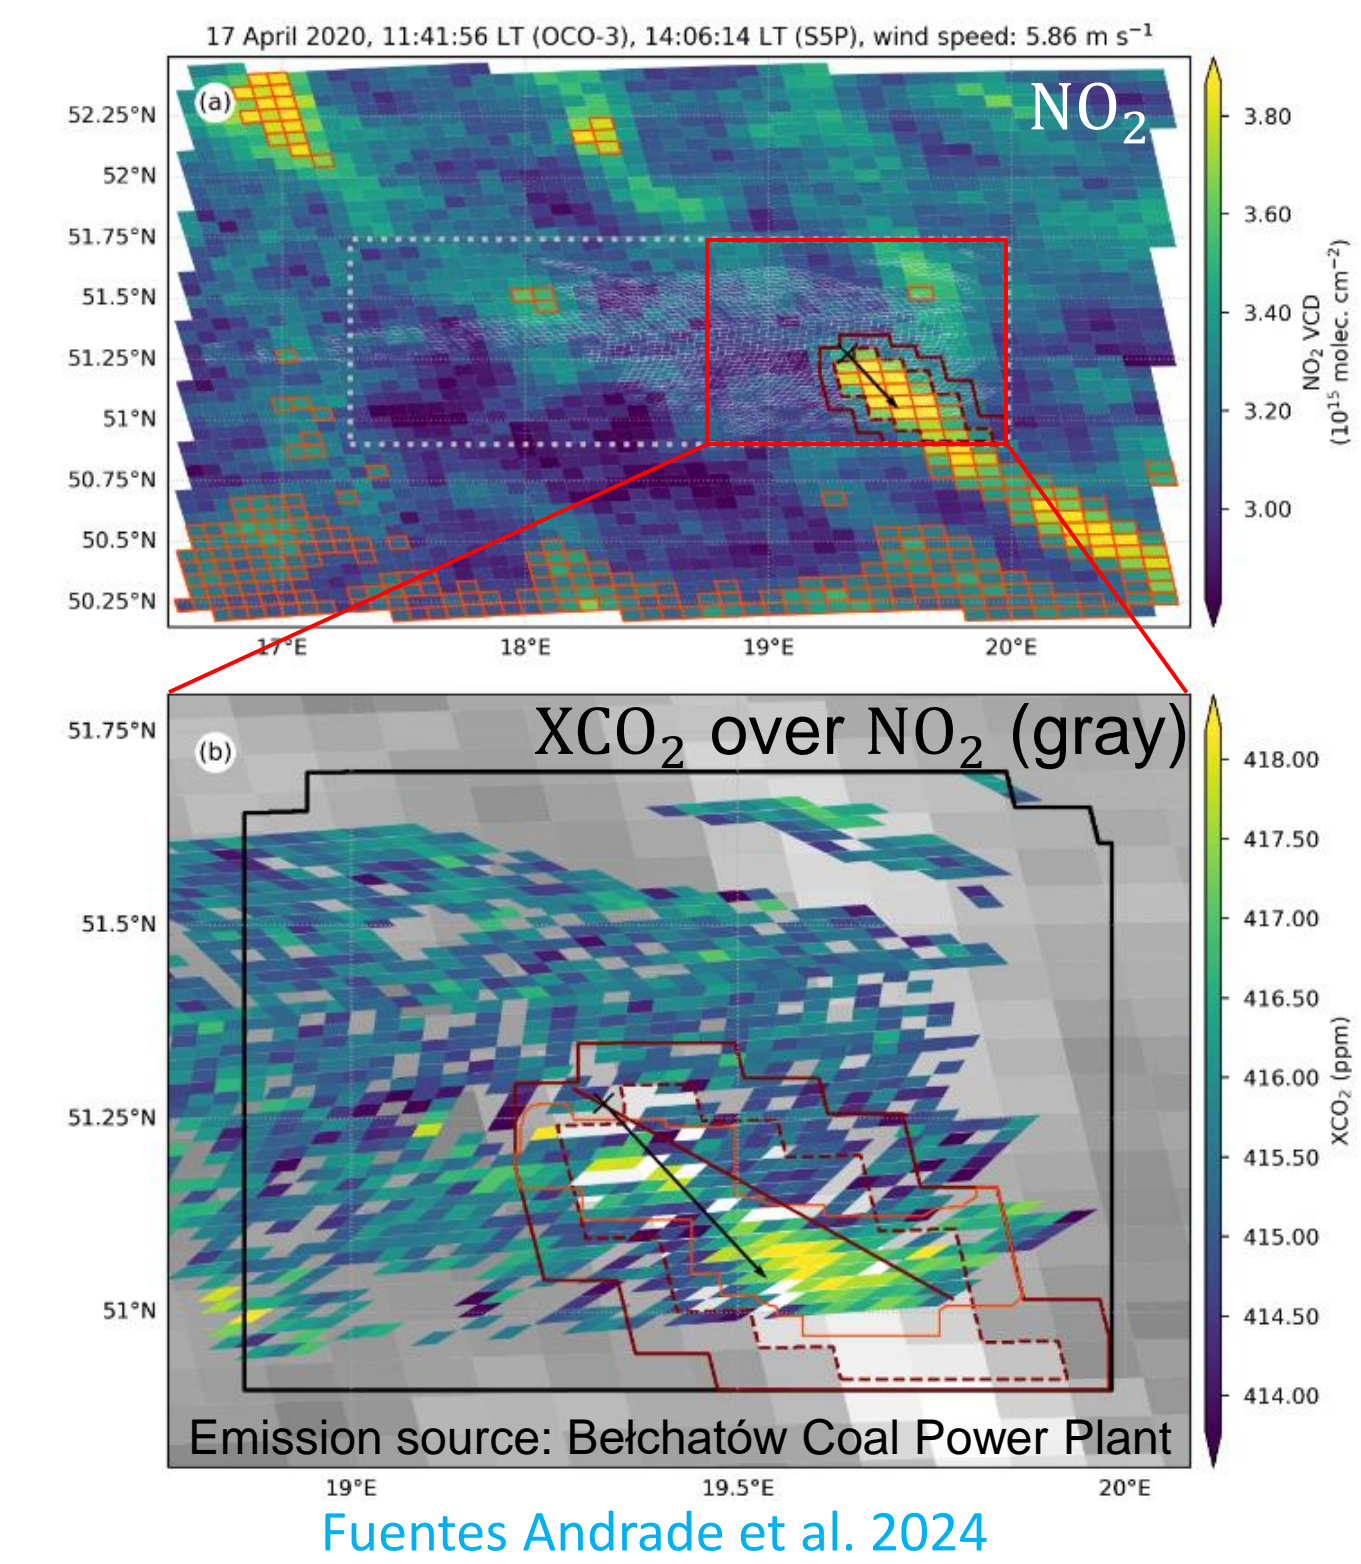 17 April 2020, 11:41:56 LT (OCO-3), 14:06:14 LT (S5P), wind speed: 5.86 m s⁻¹
(a)
NO₂
52.25°N
52°N
51.75°N
51.5°N
51.25°N
51°N
50.75°N
50.5°N
50.25°N
17°E
18°E
19°E
20°E
3.80
3.60
3.40
3.20
3.00
NO₂ VCD
(10¹⁵ molec. cm⁻²)
(b)
XCO₂ over NO₂ (gray)
51.75°N
51.5°N
51.25°N
51°N
Emission source: Bełchatów Coal Power Plant
19°E
19.5°E
20°E
418.00
417.50
417.00
416.50
416.00
415.50
415.00
414.50
414.00
XCO₂ (ppm)
Fuentes Andrade et al. 2024